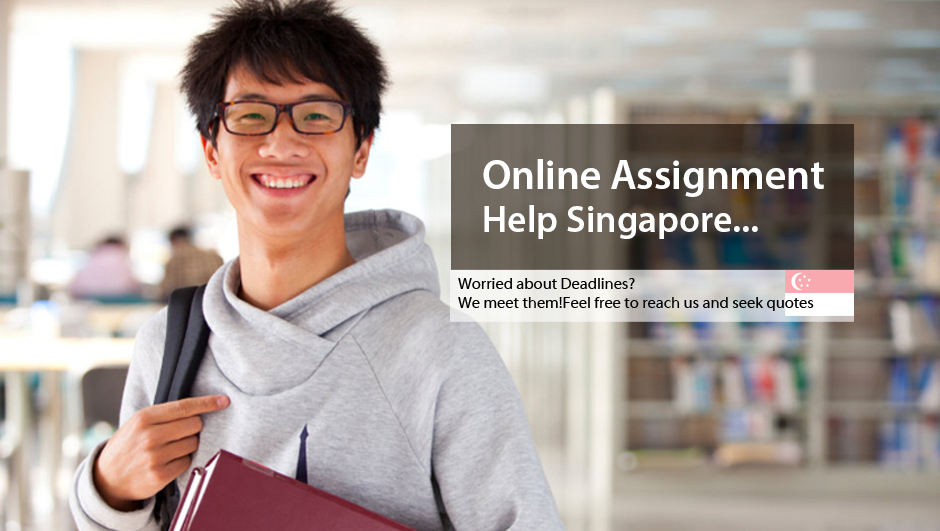 Online Assignment
Help Singapore...
Worried about Deadlines?
We meet them!Feel free to reach us and seek quotes